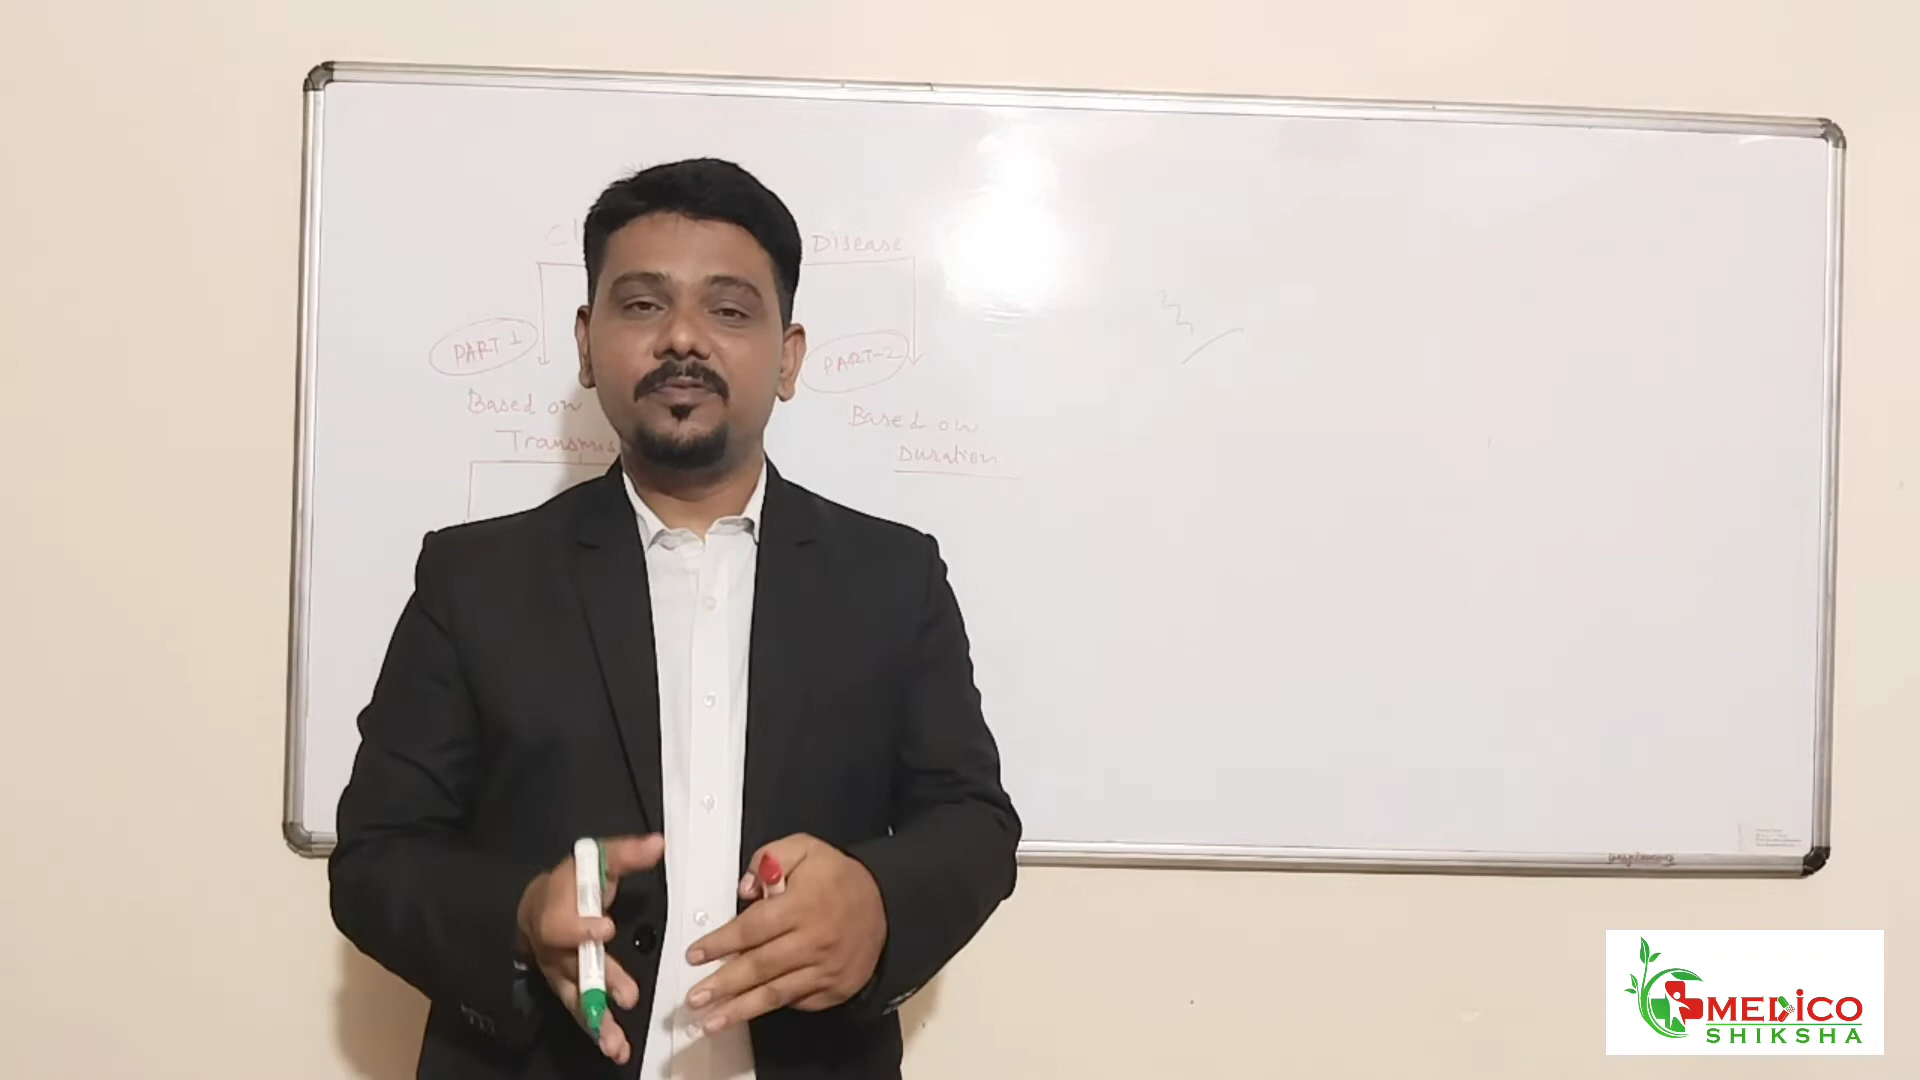 Disease
PART 1
PART-2
Based on
Based on
Duration
MEDICO
SHIKSHA